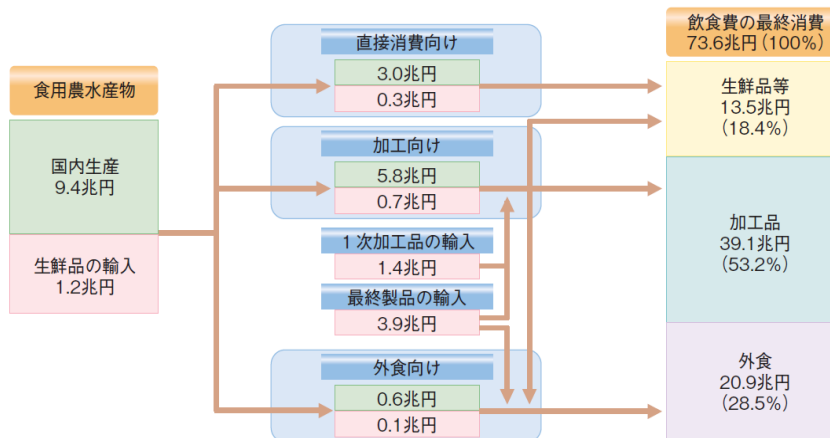 食用農水産物
国内生産
9.4兆円
生鮮品の輸入
1.2兆円
直接消費向け
3.0兆円
0.3兆円
加工向け
5.8兆円
0.7兆円
1次加工品の輸入
1.4兆円
最終製品の輸入
3.9兆円
外食向け
0.6兆円
0.1兆円
飲食費の最終消費
73.6兆円(100%)
生鮮品等
13.5兆円
(18.4%)
加工品
39.1兆円
(53.2%)
外食
20.9兆円
(28.5%)